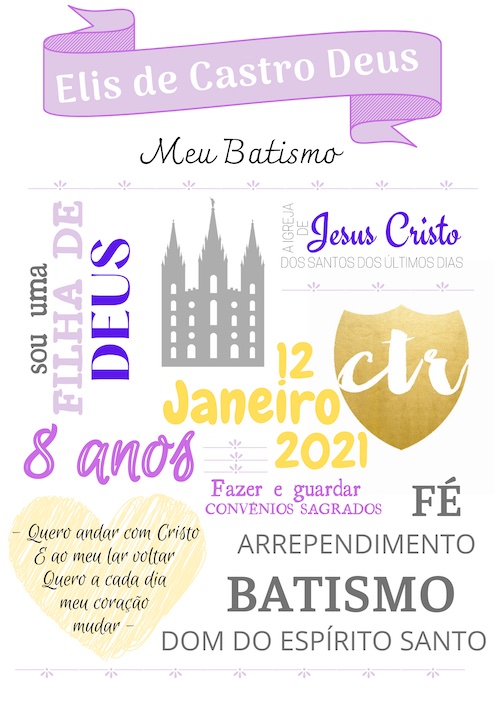 Elis de Castro Deus
Meu Batismo
sou uma
FILHA DE
DEUS
A IGREJA
DE
Jesus Cristo
DOS SANTOS DOS ÚLTIMOS DIAS
ctr
12
Janeiro
2021
8 anos
Fazer e guardar
CONVÊNIOS SAGRADOS
- Quero andar com Cristo
E ao meu lar voltar
Quero a cada dia
meu coração
mudar -
FÉ
ARREPENDIMENTO
BATISMO
DOM DO ESPÍRITO SANTO